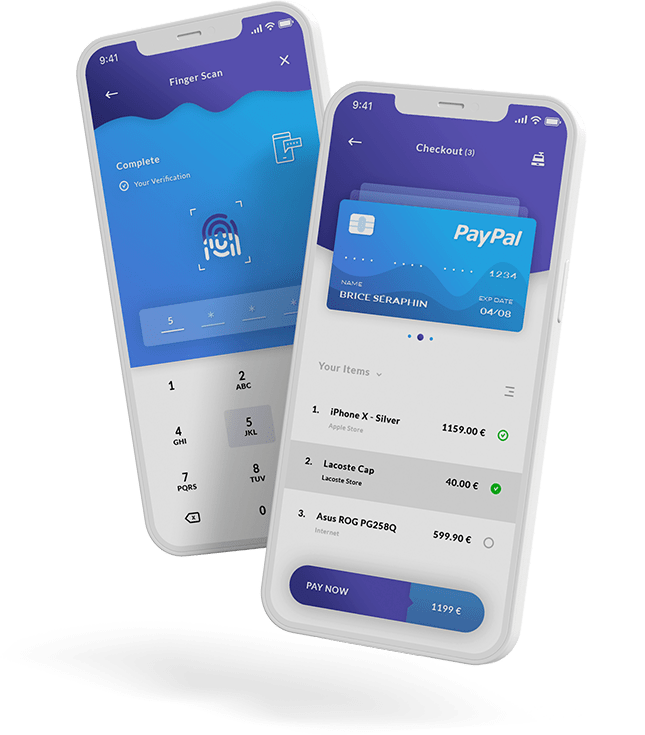 9:41
Finger Scan
Complete
Your Verification
5 * * *
1
2
ABC
4
GHI
5
JKL
7
PQRS
8
TUV
0
9:41
Checkout (3)
PayPal
1234
NAME
BRICE SÉRAPHIN
EXP DATE
04/08
Your Items
1. iPhone X - Silver 1159.00 €
Apple Store
2. Lacoste Cap 40.00 €
Lacoste Store
3. Asus ROG PG258Q 599.90 €
Internet
PAY NOW 1199 €